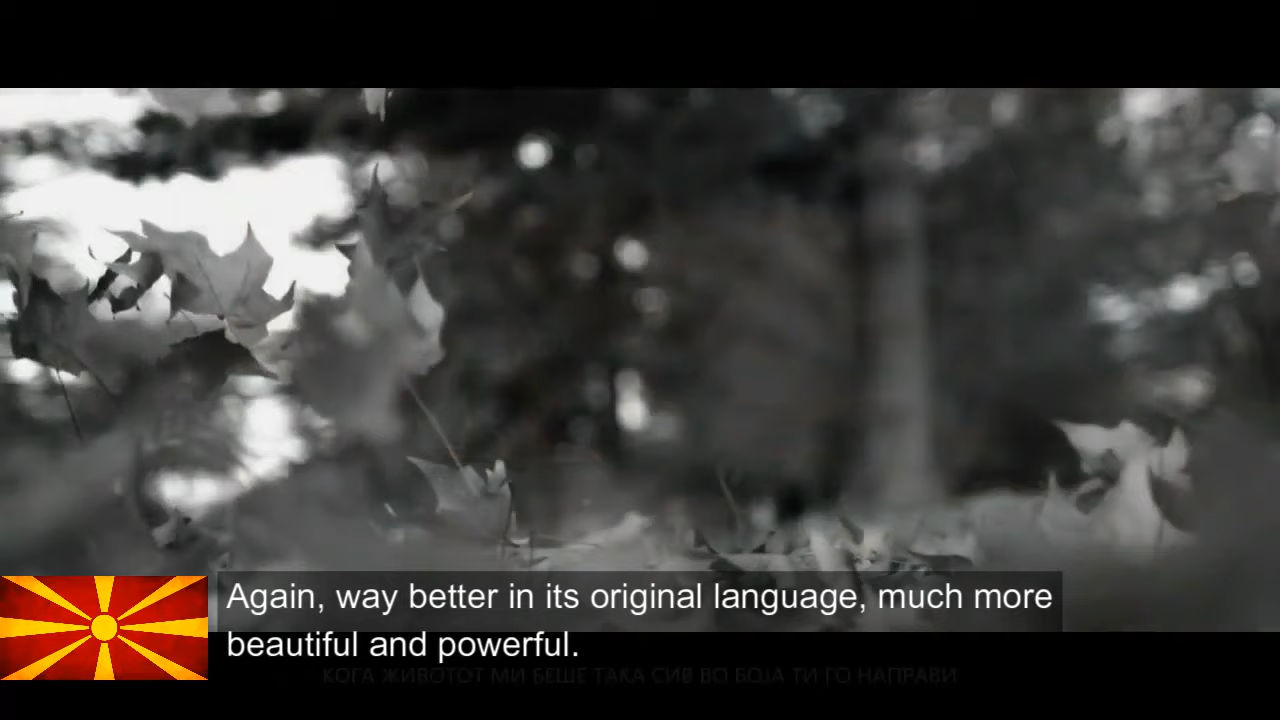 Again, way better in its original language, much more
beautiful and powerful.
КОГА ЖИВОТОТ МИ БЕШЕ ТАКА СИВ ВО БОЈА ТИ ГО НАПРАВИ